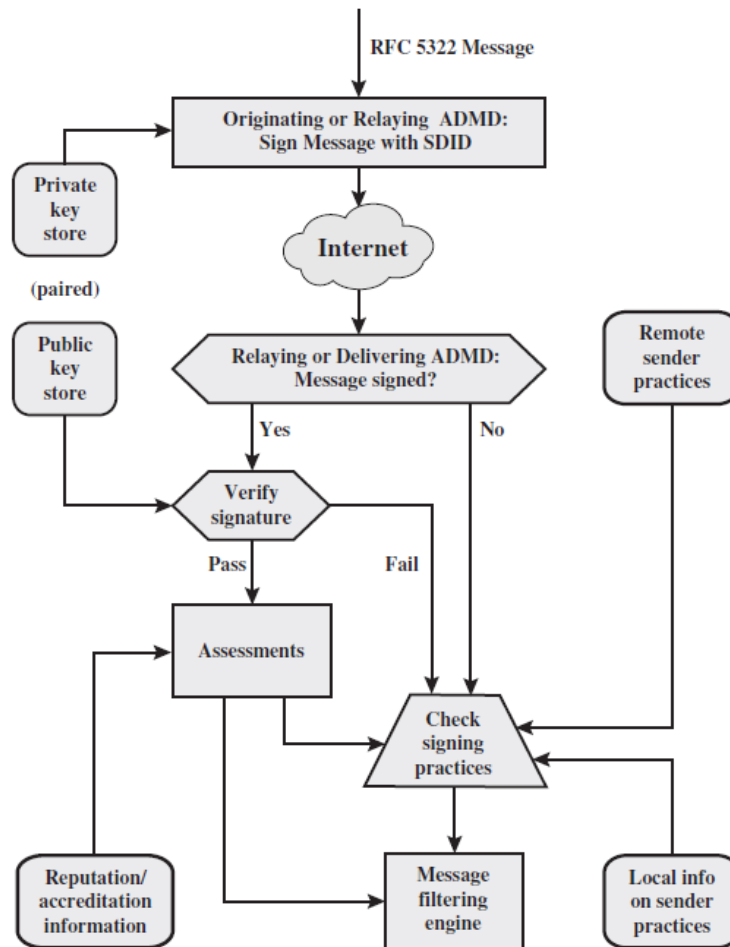 RFC 5322 Message
Originating or Relaying ADMD:
Sign Message with SDID
Private
key
store
Internet
(paired)
Public
key
store
Relaying or Delivering ADMD:
Message signed?
Remote
sender
practices
Yes
No
Verify
signature
Pass
Fail
Assessments
Check
signing
practices
Reputation/
accreditation
information
Message
filtering
engine
Local info
on sender
practices